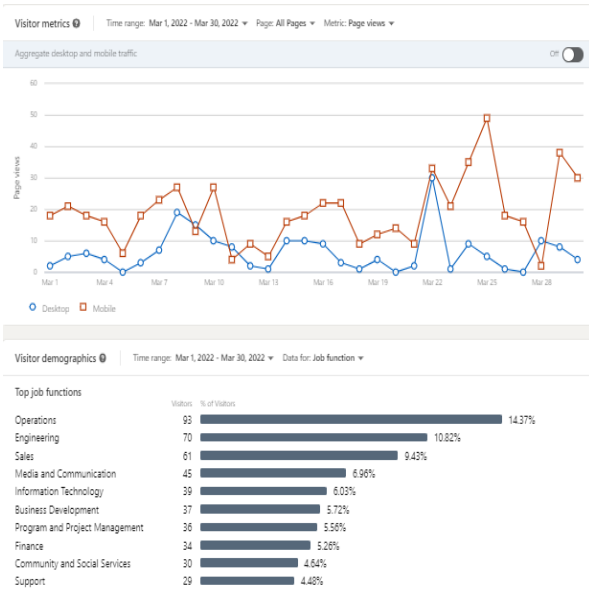 Visitor metrics ? Time range: Mar 1, 2022 - Mar 30, 2022 Page: All Pages Metric: Page views
Aggregate desktop and mobile traffic Off
60
50
40
30
20
10
0
Page views
Mar 1 Mar 4 Mar 7 Mar 10 Mar 13 Mar 16 Mar 19 Mar 22 Mar 25 Mar 28
Desktop Mobile
Visitor demographics ? Time range: Mar 1, 2022 - Mar 30, 2022 Data for: Job function
Top job functions
Visitors % of Visitors
Operations 93 14.37%
Engineering 70 10.82%
Sales 61 9.43%
Media and Communication 45 6.96%
Information Technology 39 6.03%
Business Development 37 5.72%
Program and Project Management 36 5.56%
Finance 34 5.26%
Community and Social Services 30 4.64%
Support 29 4.48%